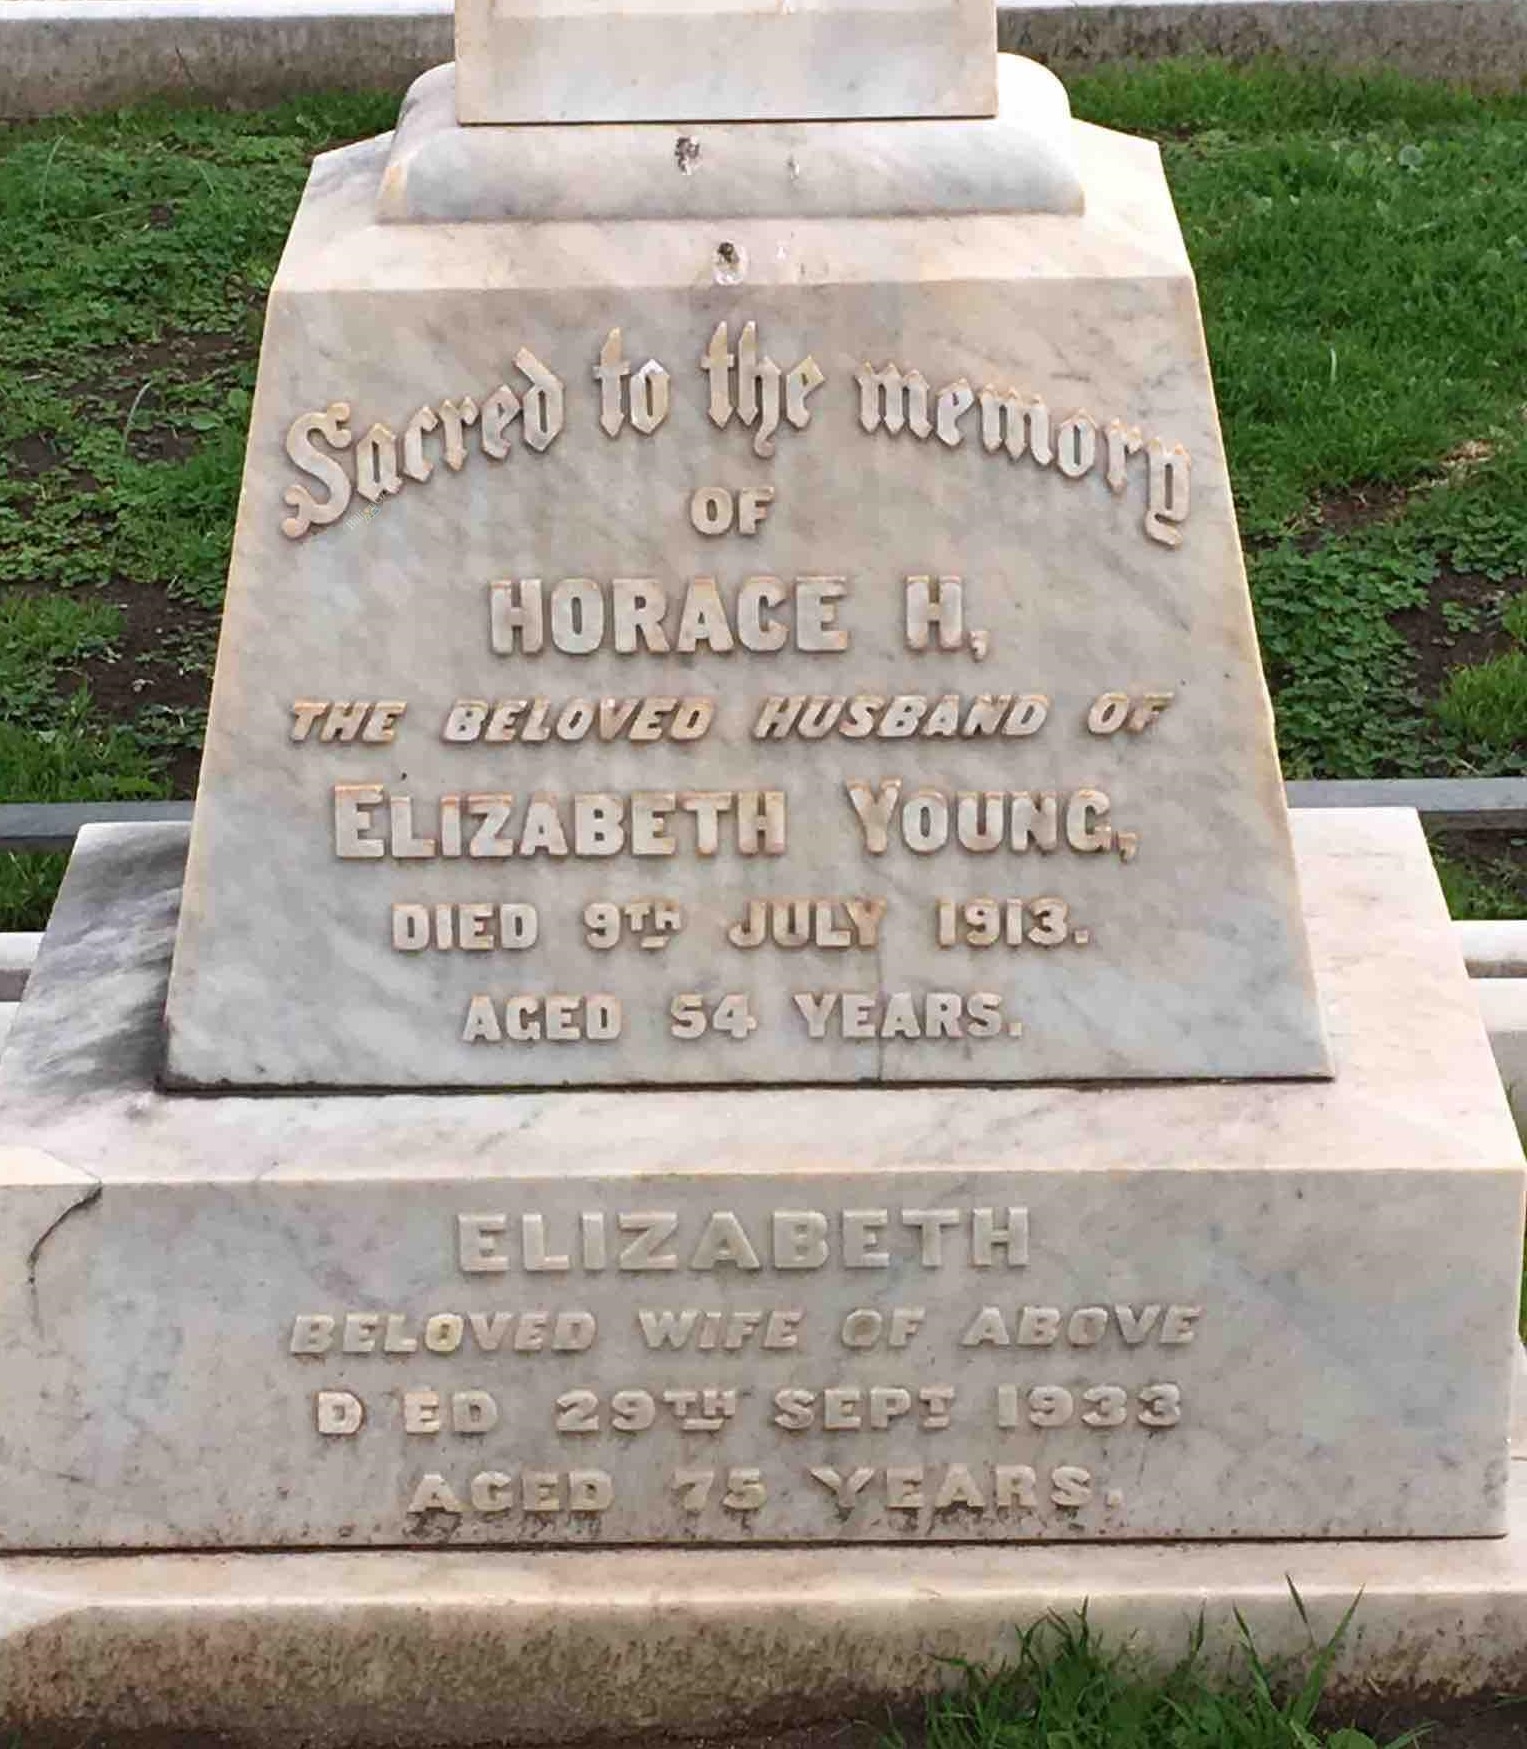 Sacred to the memory
OF
HORACE H,
THE BELOVED HUSBAND OF
ELIZABETH YOUNG,
DIED 9TH JULY 1913.
AGED 54 YEARS.
ELIZABETH
BELOVED WIFE OF ABOVE
D ED 29TH SEPT 1933
AGED 75 YEARS.